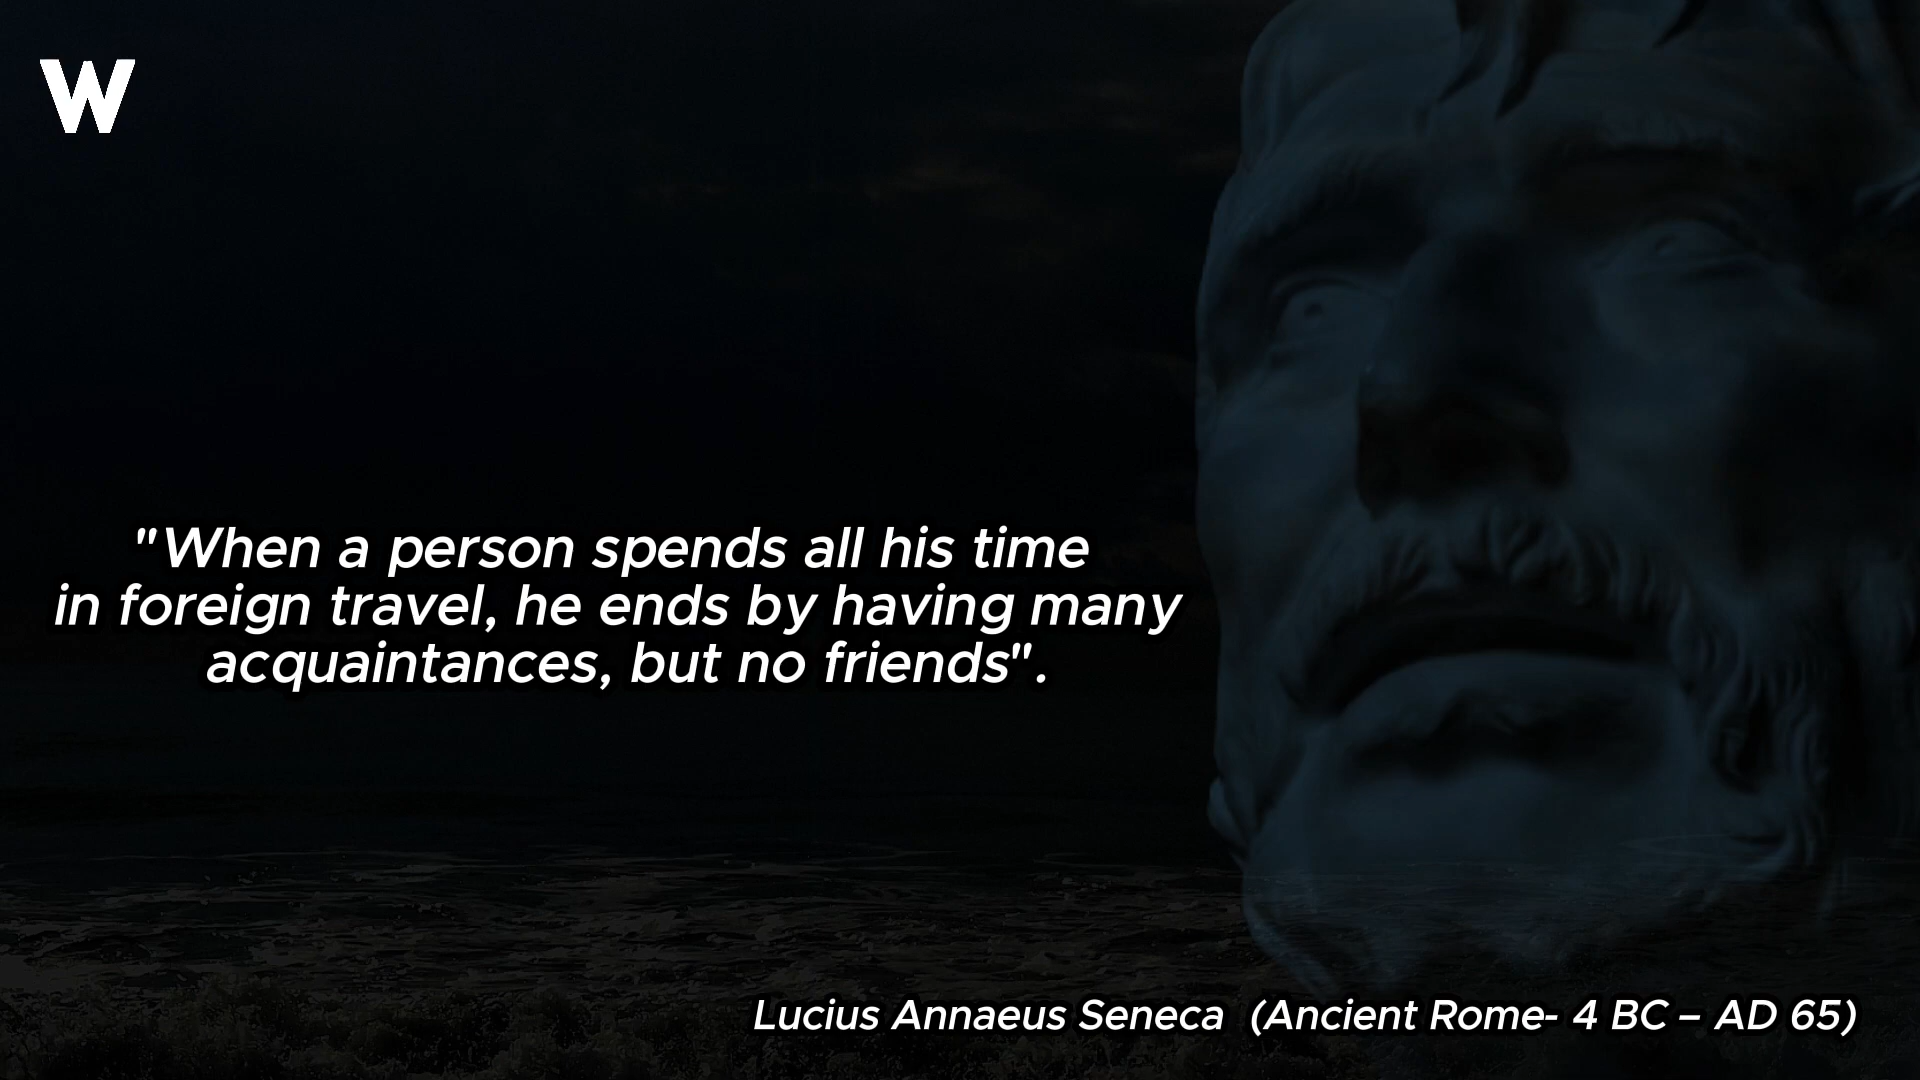 W
"When a person spends all his time
in foreign travel, he ends by having many
acquaintances, but no friends".
Lucius Annaeus Seneca (Ancient Rome- 4 BC – AD 65)